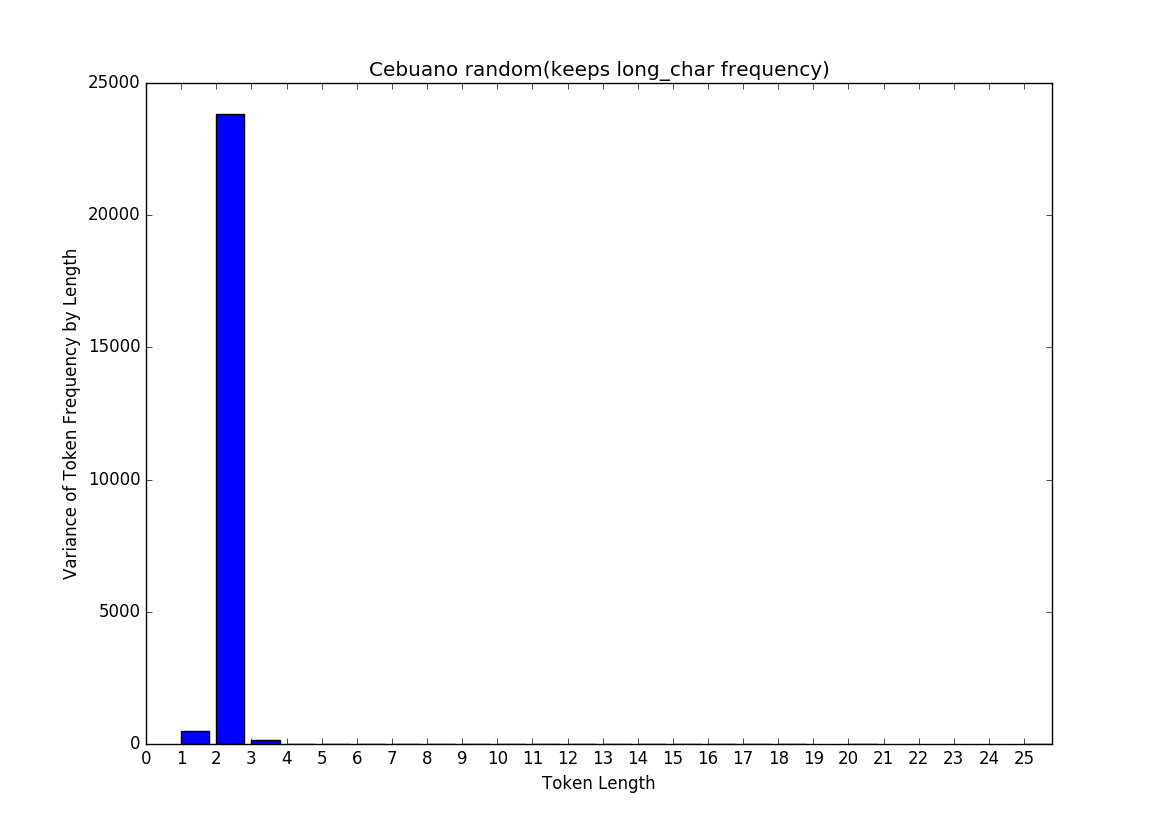 Cebuano random(keeps long_char frequency)
25000
20000
15000
10000
5000
0
Variance of Token Frequency by Length
0 1 2 3 4 5 6 7 8 9 10 11 12 13 14 15 16 17 18 19 20 21 22 23 24 25
Token Length